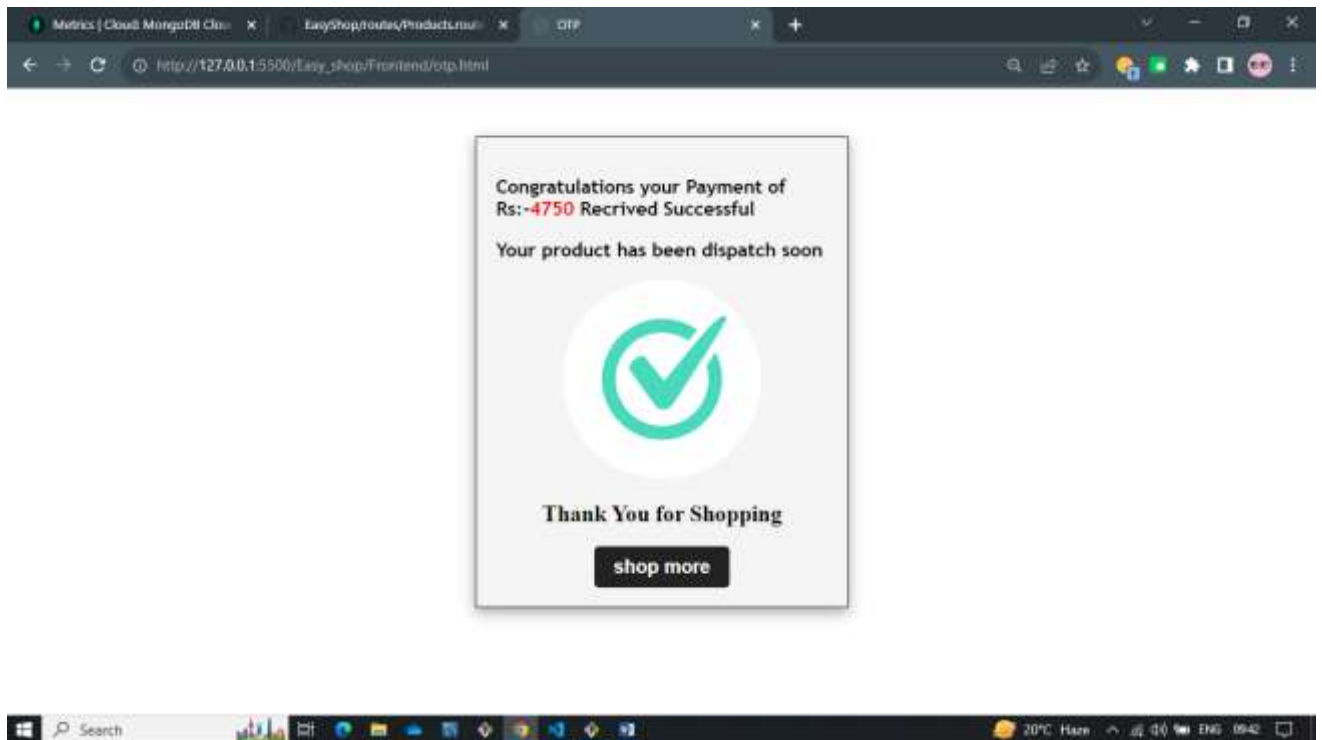 Metrics | Cloud: MongoDB Clou
EasyShop/routes/Products.rout
OTP
http://127.0.0.1:5500/Easy_shop/Frontend/otp.html
Congratulations your Payment of
Rs:-4750 Recrived Successful
Your product has been dispatch soon
Thank You for Shopping
shop more
Search
20°C Haze
ENG
09:42